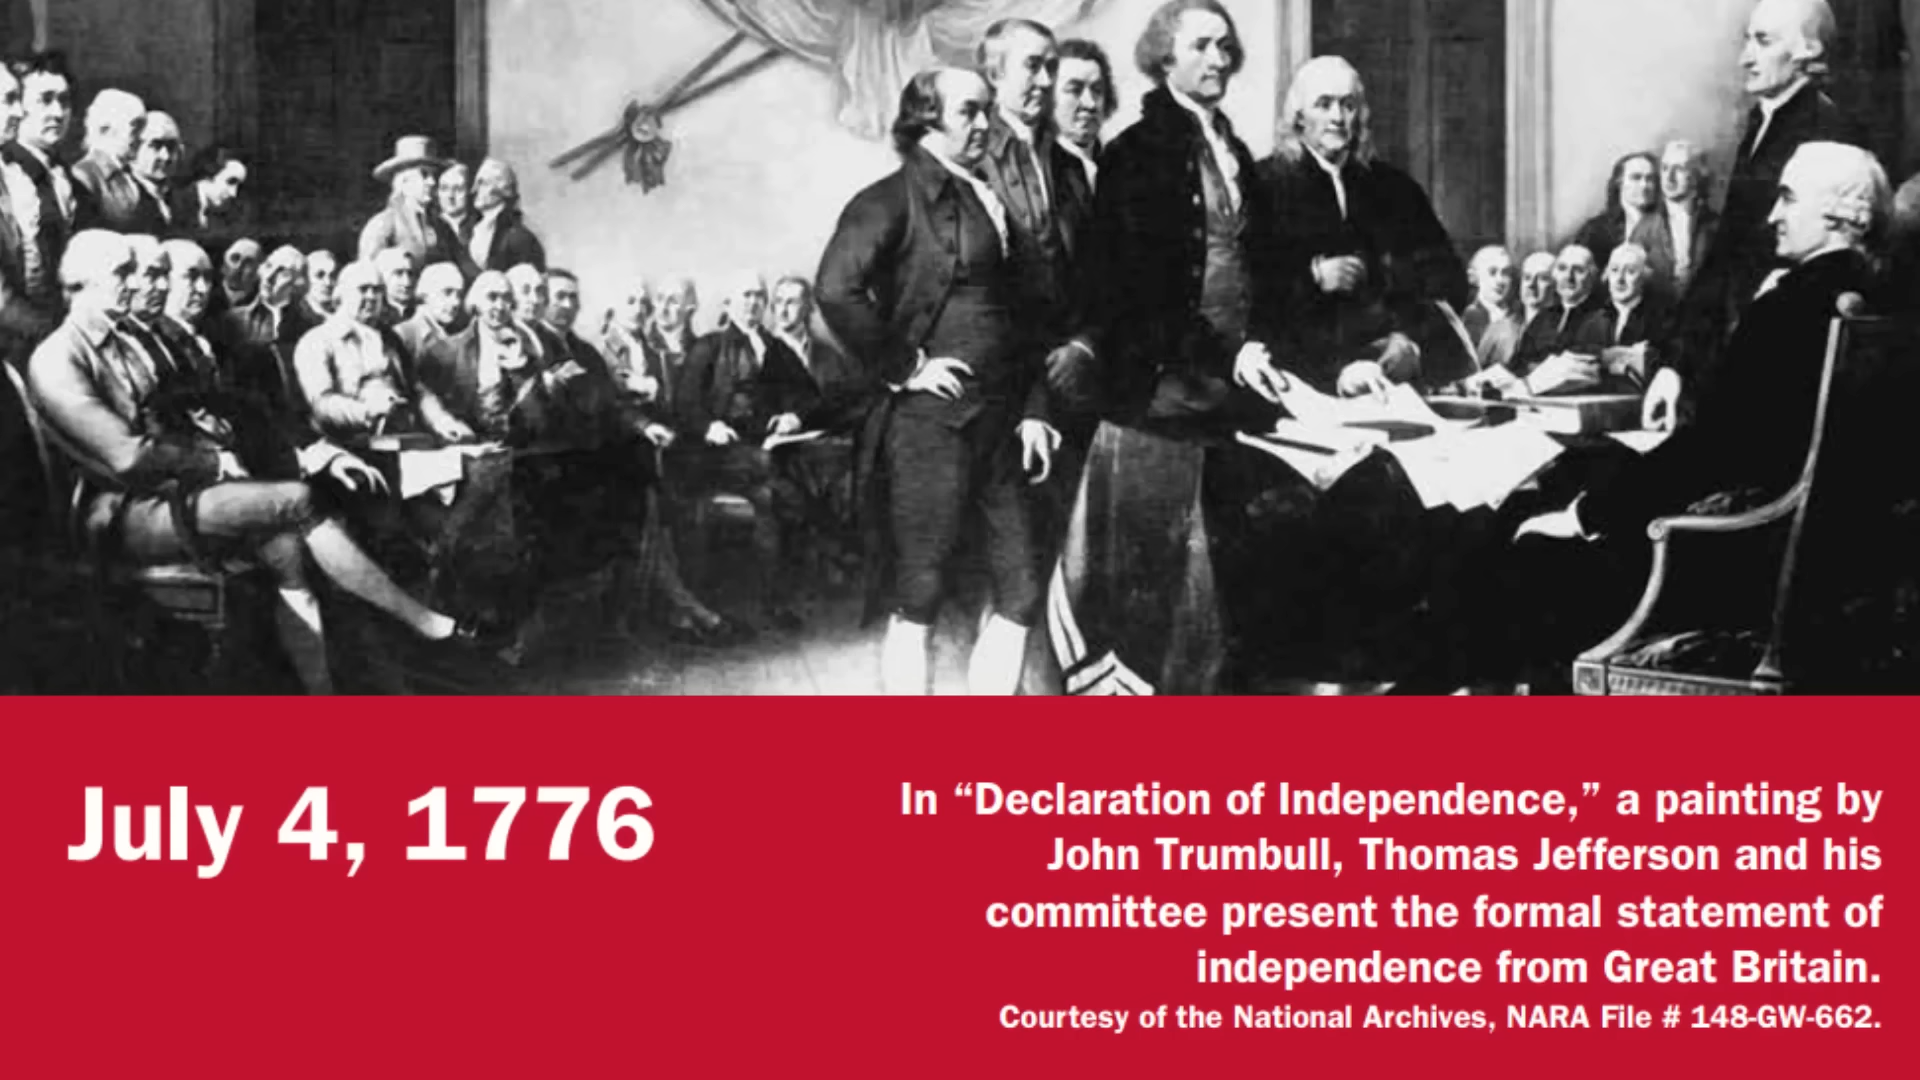 July 4, 1776
In “Declaration of Independence,” a painting by
John Trumbull, Thomas Jefferson and his
committee present the formal statement of
independence from Great Britain.
Courtesy of the National Archives, NARA File # 148-GW-662.